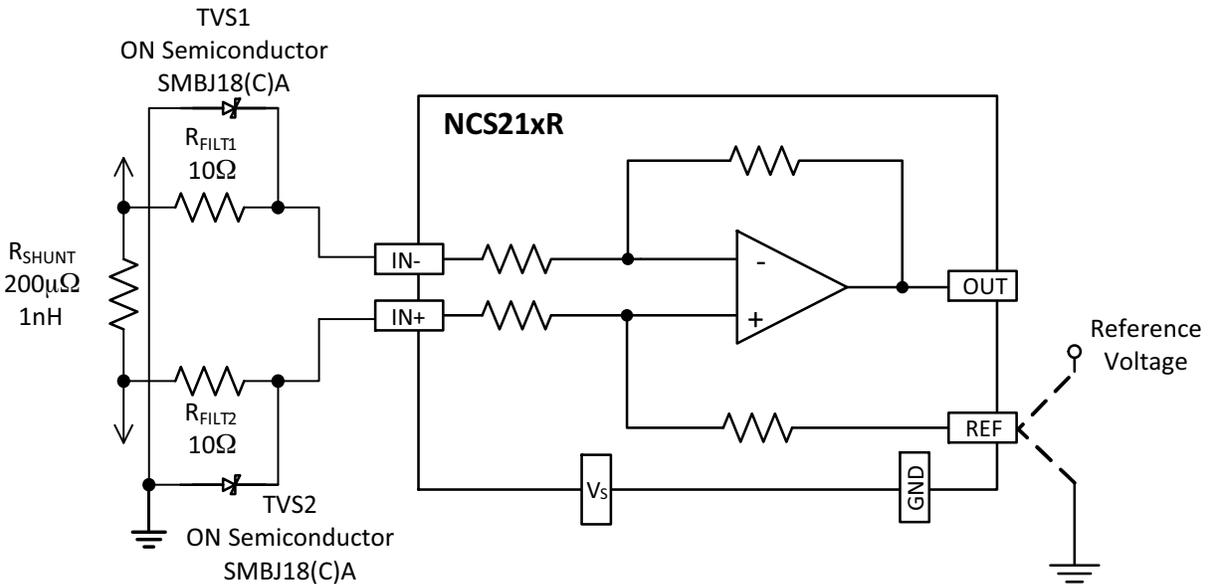 TVS1
ON Semiconductor
SMBJ18(C)A
R_FILT1
10Ω
NCS21xR
R_SHUNT
200µΩ
1nH
IN-
IN+
-
+
OUT
Reference
Voltage
R_FILT2
10Ω
REF
V_S
GND
TVS2
ON Semiconductor
SMBJ18(C)A